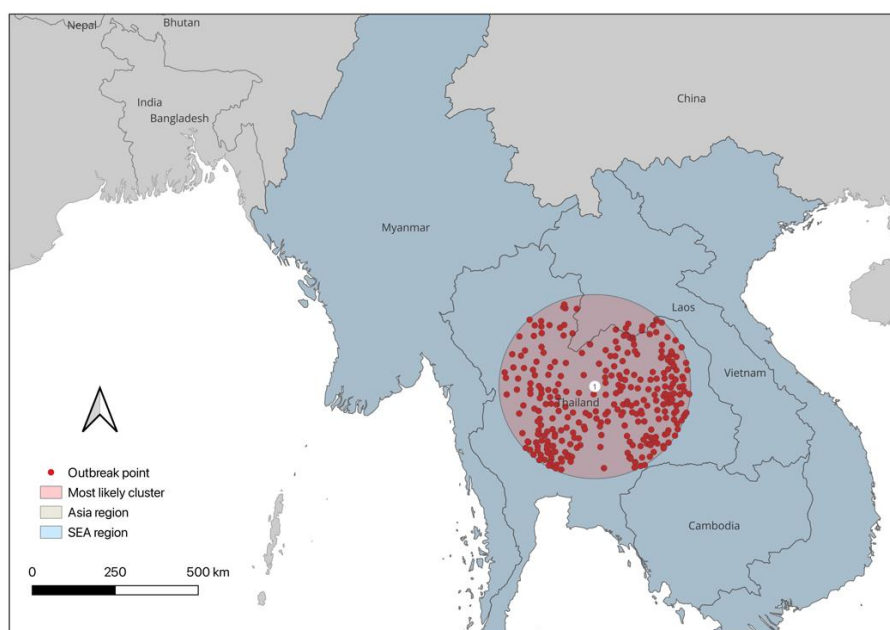 Nepal
Bhutan
India
Bangladesh
China
Myanmar
Laos
Vietnam
1
Thailand
Cambodia
Outbreak point
Most likely cluster
Asia region
SEA region
0 250 500 km